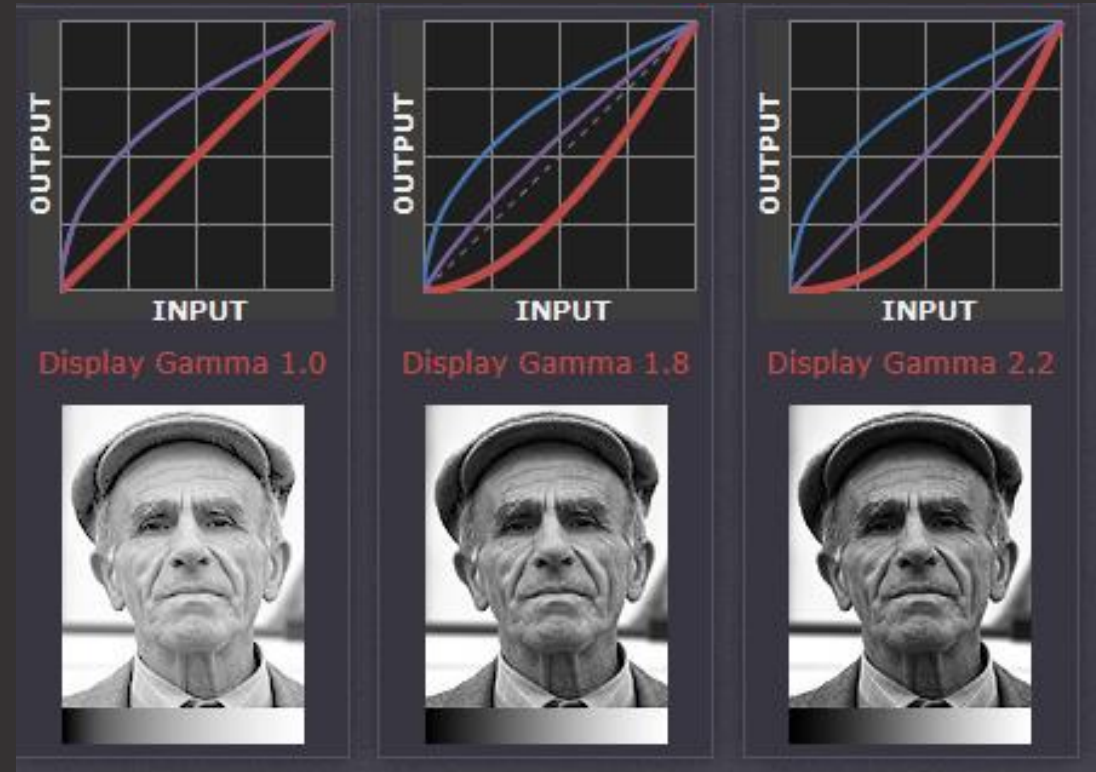 OUTPUT
INPUT
Display Gamma 1.0
OUTPUT
INPUT
Display Gamma 1.8
OUTPUT
INPUT
Display Gamma 2.2